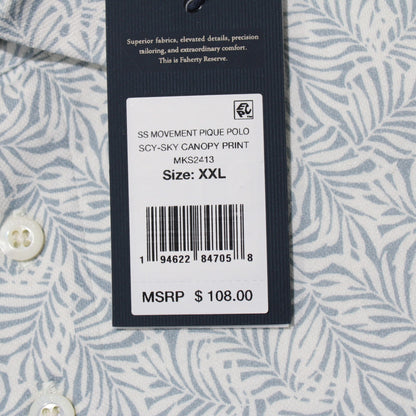 Superior fabrics, elevated details, precision
tailoring, and extraordinary comfort.
This is Faherty Reserve.
SS MOVEMENT PIQUE POLO
SCY-SKY CANOPY PRINT
MKS2413
Size: XXL
1 94622 84705 8
MSRP $ 108.00